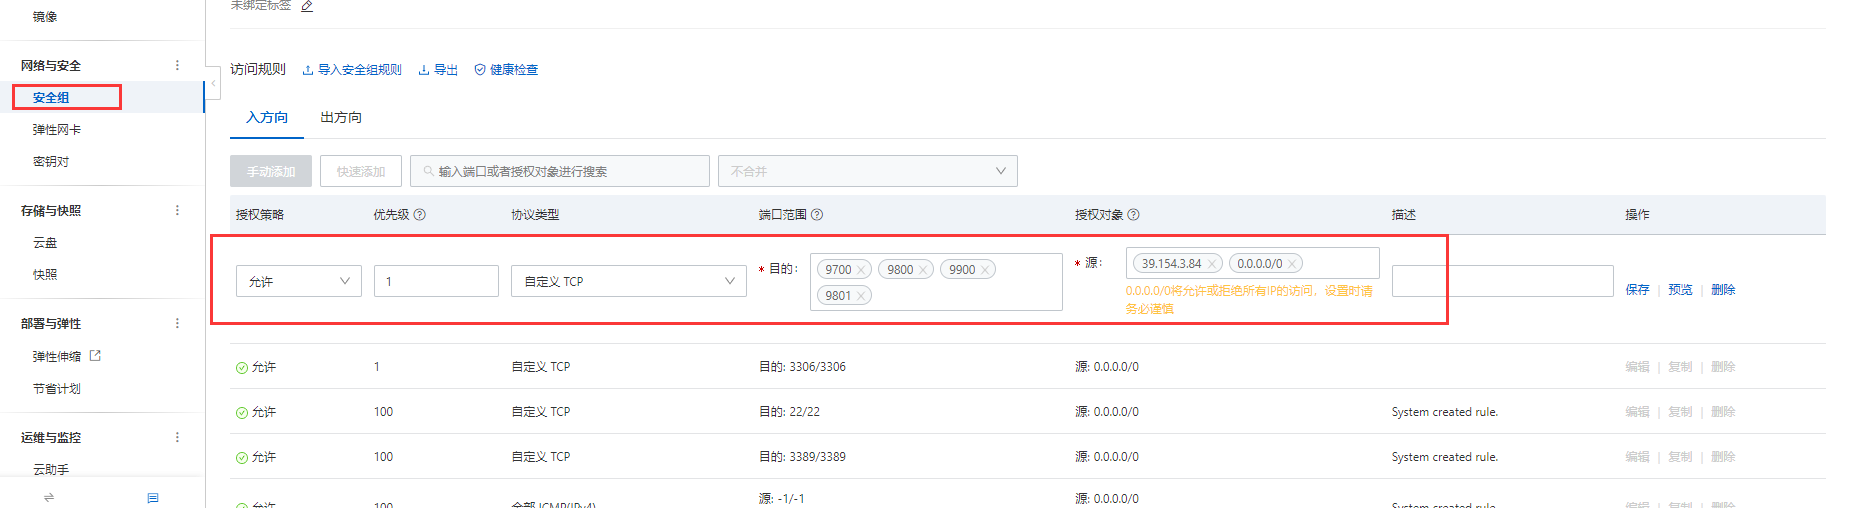 镜像
网络与安全
安全组
弹性网卡
密钥对
存储与快照
云盘
快照
部署与弹性
弹性伸缩
节省计划
运维与监控
云助手
未绑定标签
访问规则 导入安全组规则 导出 健康检查
入方向 出方向
手动添加 快速添加 输入端口或者授权对象进行搜索 不合并
授权策略 优先级 协议类型 端口范围 授权对象 描述 操作
允许 1 自定义 TCP * 目的: 9700 9800 9900 * 源: 39.154.3.84 0.0.0.0/0
9801
0.0.0.0/0将允许或拒绝所有IP的访问，设置时请
务必谨慎
保存 | 预览 | 删除
允许 1 自定义 TCP 目的: 3306/3306 源: 0.0.0.0/0 编辑 | 复制 | 删除
允许 100 自定义 TCP 目的: 22/22 源: 0.0.0.0/0 System created rule. 编辑 | 复制 | 删除
允许 100 自定义 TCP 目的: 3389/3389 源: 0.0.0.0/0 System created rule. 编辑 | 复制 | 删除
源: -1/-1 源: 0.0.0.0/0
允许 100 全部 ICMP(IPv4) System created rule. 编辑 | 复制 | 删除